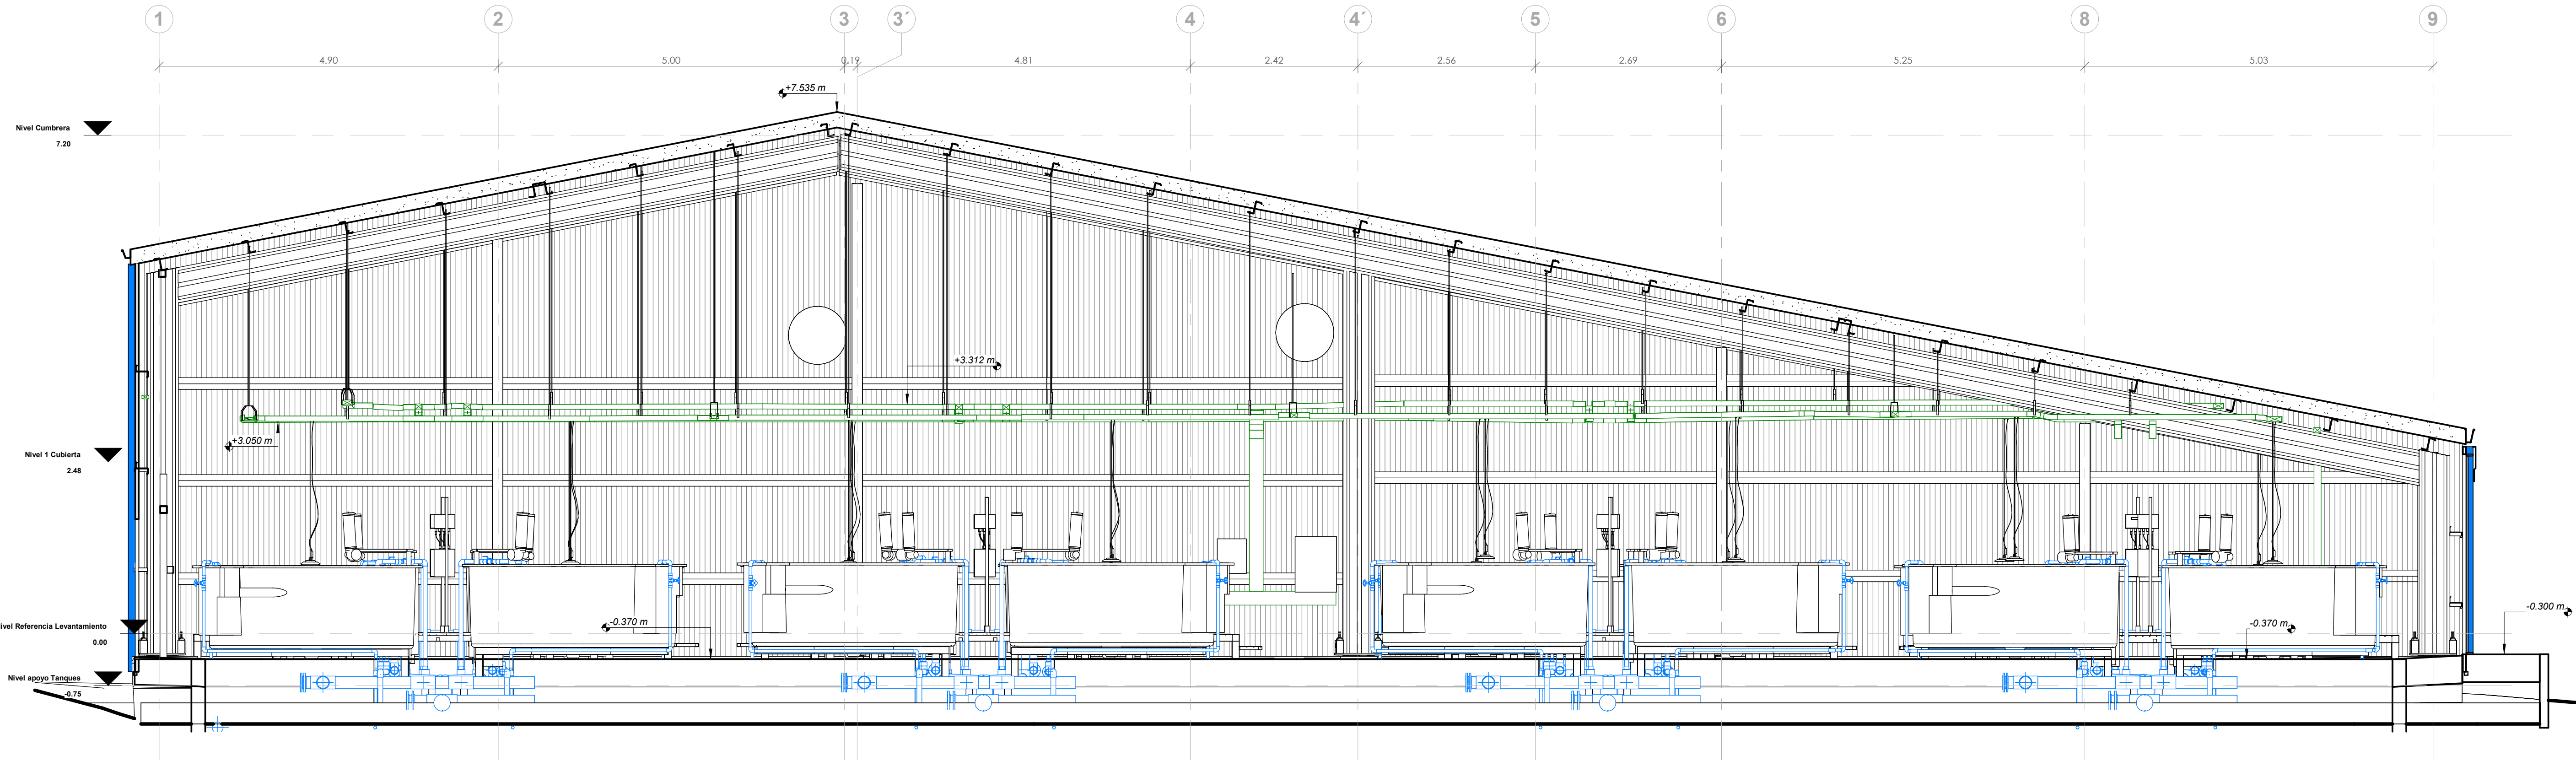 1 2 3 3´ 4 4´ 5 6 8 9
4.90 5.00 0.19 4.81 2.42 2.56 2.69 5.25 5.03
+7.535 m
Nivel Cumbrera
7.20
+3.312 m
+3.050 m
Nivel 1 Cubierta
2.48
-0.300 m
-0.370 m
-0.370 m
ivel Referencia Levantamiento
0.00
Nivel apoyo Tanques
-0.75